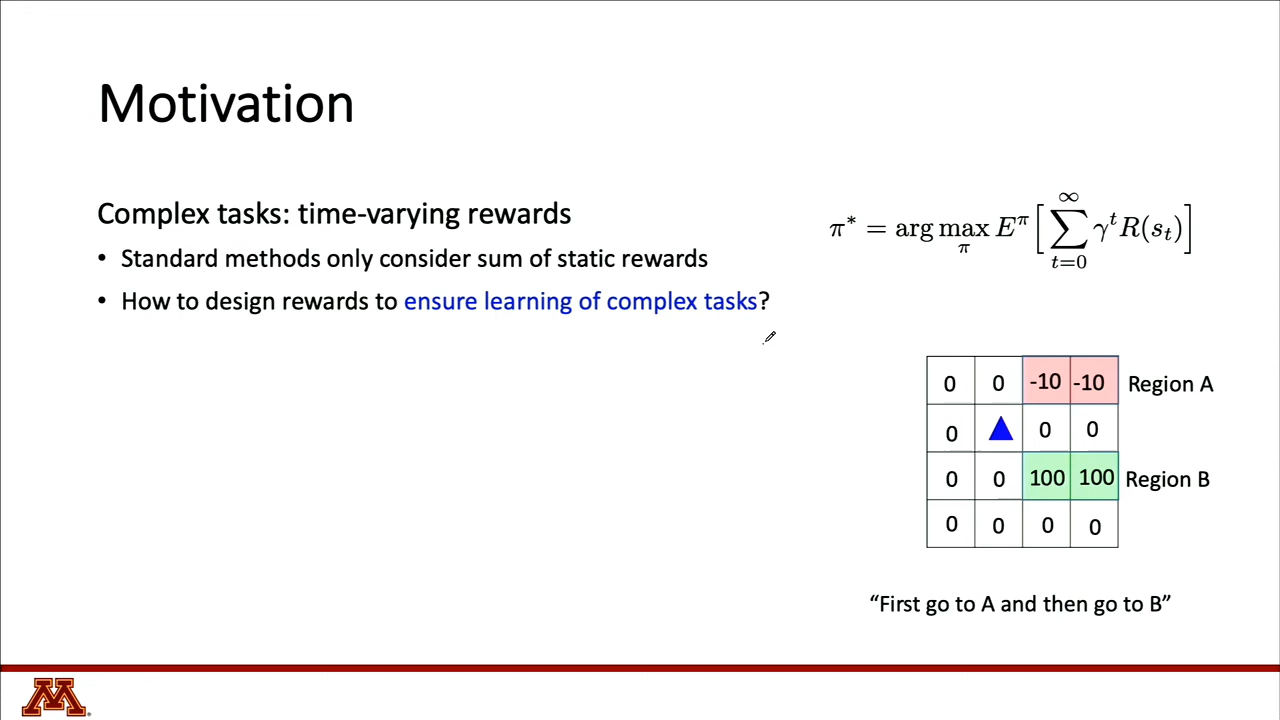 Motivation
Complex tasks: time-varying rewards
• Standard methods only consider sum of static rewards
• How to design rewards to ensure learning of complex tasks?
π* = arg max_π E^π [ ∑_{t=0}^{∞} γ^t R(s_t) ]
0 0 -10 -10 Region A
0 0 0
0 0 100 100 Region B
0 0 0 0
“First go to A and then go to B”
M